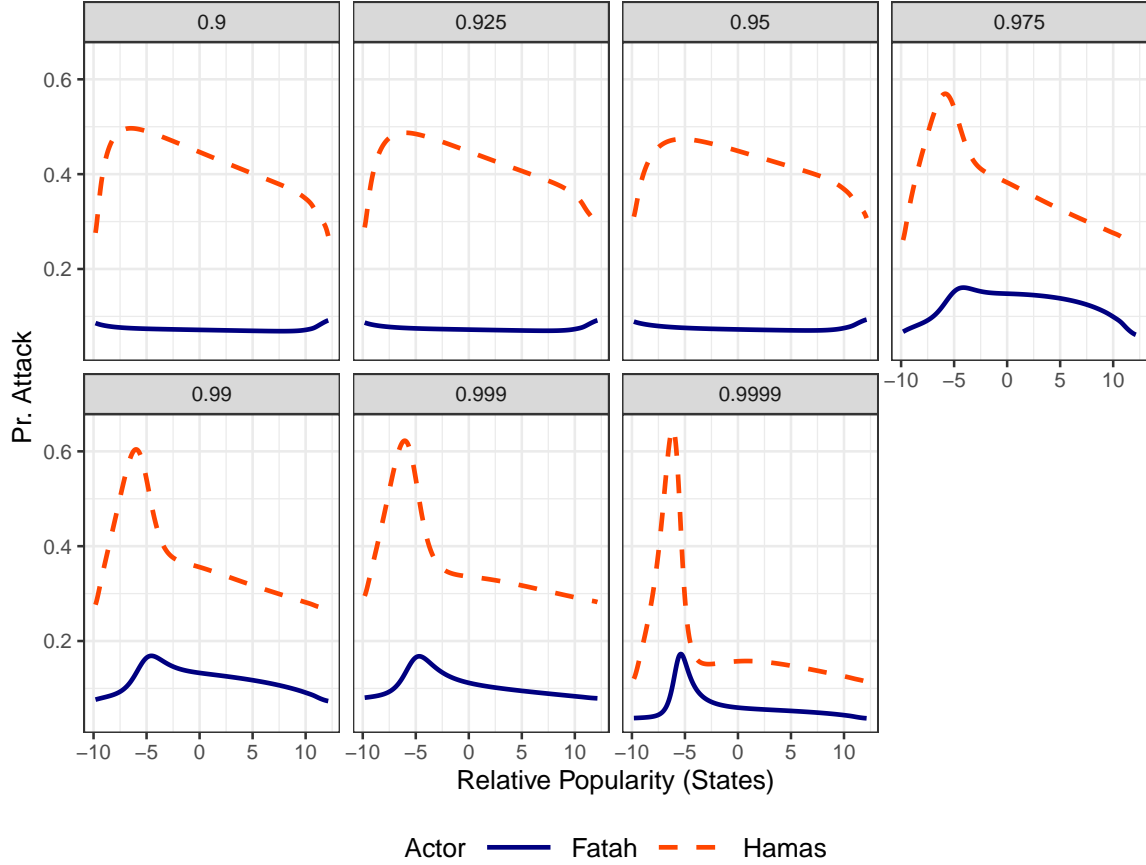 0.9 0.925 0.95 0.975
0.6
0.4
0.2
−10 −5 0 5 10
0.99 0.999 0.9999
0.6
0.4
0.2
−10 −5 0 5 10 −10 −5 0 5 10 −10 −5 0 5 10
Pr. Attack
Relative Popularity (States)
Actor Fatah Hamas